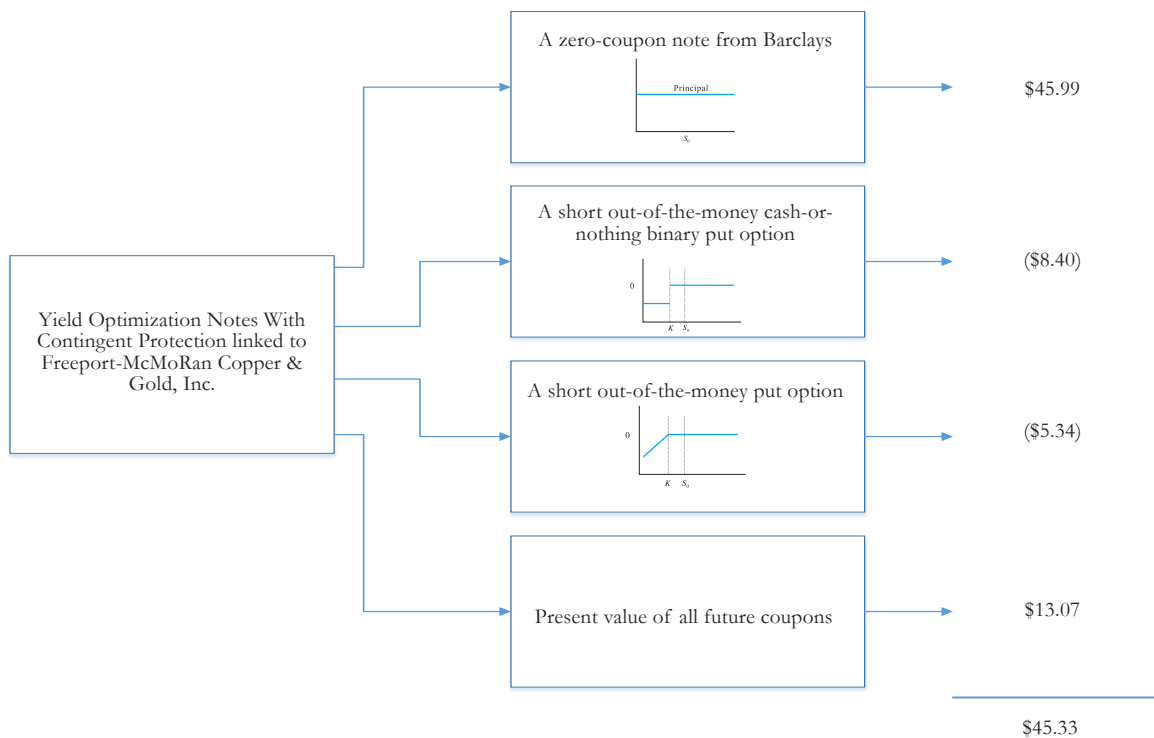 A zero-coupon note from Barclays
Principal
S₀
$45.99
A short out-of-the-money cash-or-
nothing binary put option
0
K S₀
($8.40)
Yield Optimization Notes With
Contingent Protection linked to
Freeport-McMoRan Copper &
Gold, Inc.
A short out-of-the-money put option
0
K S₀
($5.34)
Present value of all future coupons
$13.07
$45.33